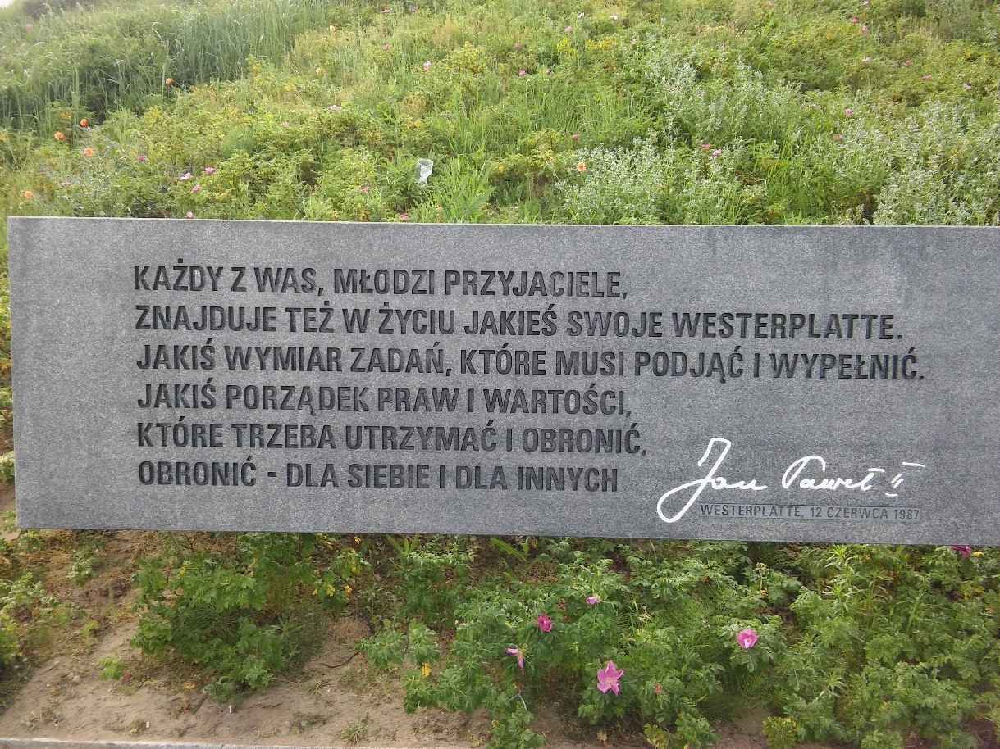 KAŻDY Z WAS, MŁODZI PRZYJACIELE,
ZNAJDUJE TEŻ W ŻYCIU JAKIEŚ SWOJE WESTERPLATTE.
JAKIŚ WYMIAR ZADAŃ, KTÓRE MUSI PODJĄĆ I WYPEŁNIĆ.
JAKIŚ PORZĄDEK PRAW I WARTOŚCI,
KTÓRE TRZEBA UTRZYMAĆ I OBRONIĆ.
OBRONIĆ - DLA SIEBIE I DLA INNYCH
Jan Paweł II
WESTERPLATTE, 12 CZERWCA 1987